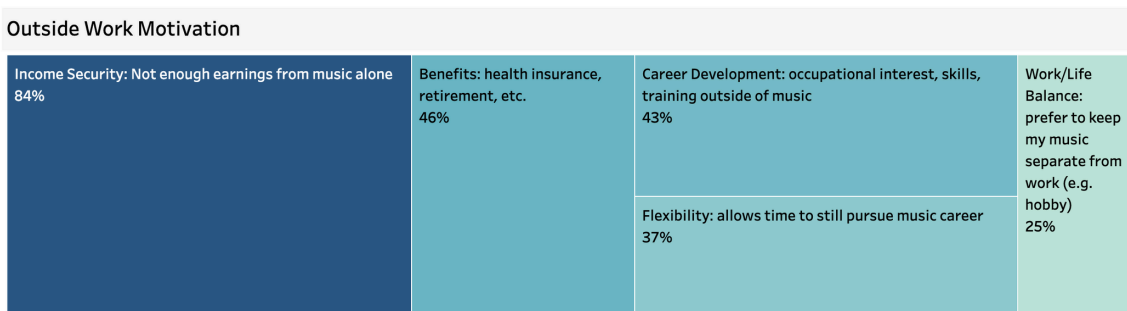 Outside Work Motivation
Income Security: Not enough earnings from music alone
84%
Benefits: health insurance,
retirement, etc.
46%
Career Development: occupational interest, skills,
training outside of music
43%
Flexibility: allows time to still pursue music career
37%
Work/Life
Balance:
prefer to keep
my music
separate from
work (e.g.
hobby)
25%